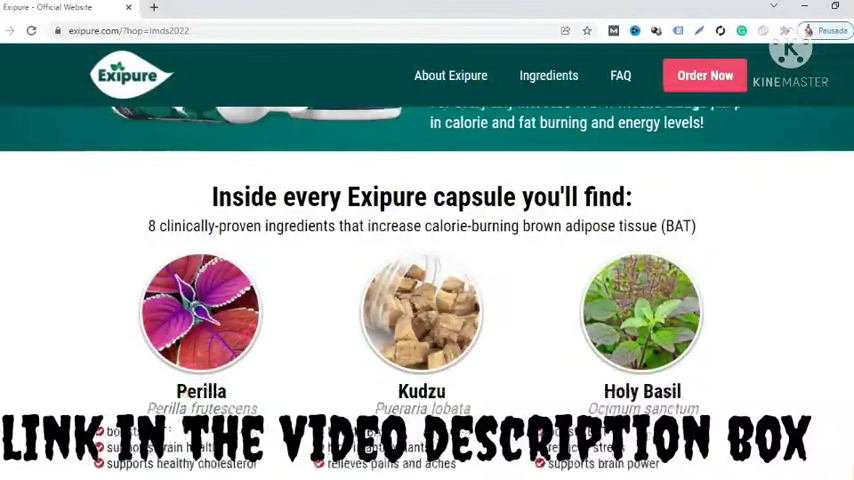 Exipure - Official Website
exipure.com/?hop=lmds2022
Pausada
Exipure
About Exipure
Ingredients
FAQ
Order Now
KINEMASTER
in calorie and fat burning and energy levels!
Inside every Exipure capsule you'll find:
8 clinically-proven ingredients that increase calorie-burning brown adipose tissue (BAT)
Perilla
Kudzu
Holy Basil
Perilla frutescens
Pueraria lobata
Ocimum sanctum
LINK IN THE VIDEO DESCRIPTION BOX
supports healthy cholesterol
relieves pains and aches
supports brain power